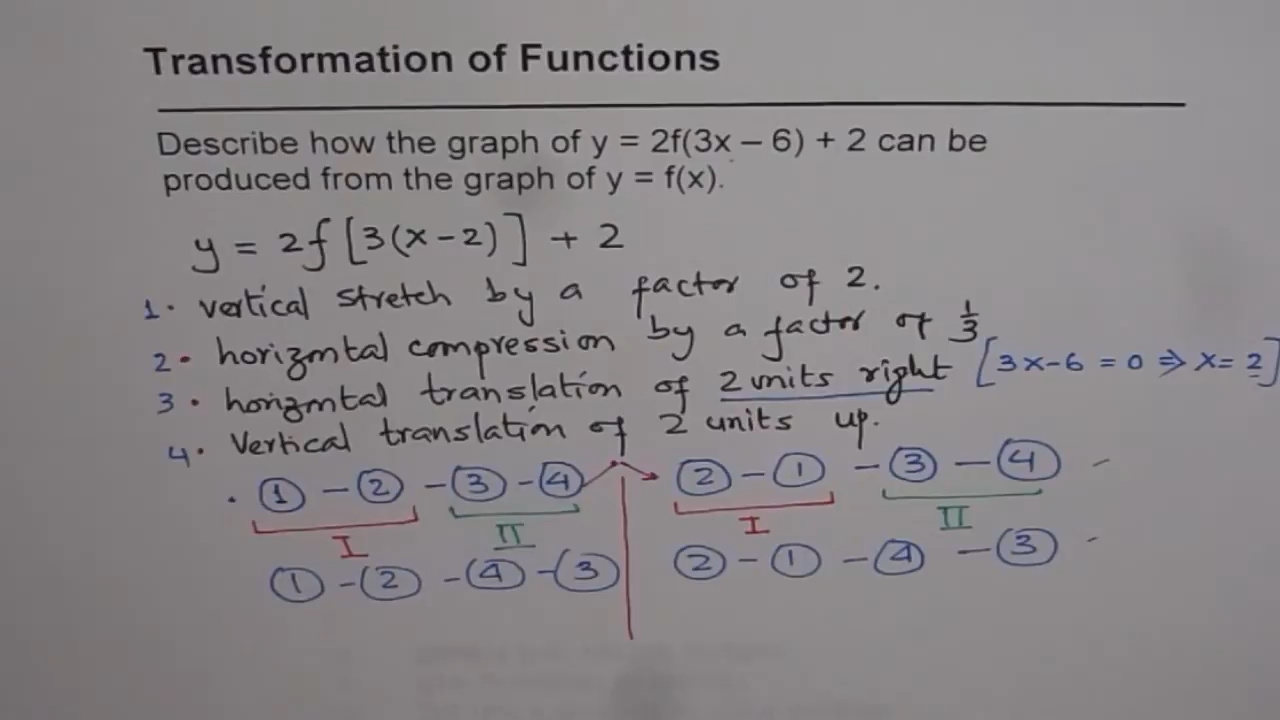 Transformation of Functions
Describe how the graph of y = 2f(3x – 6) + 2 can be
produced from the graph of y = f(x).
y = 2f [3(x-2)] + 2
1. vertical stretch by a factor of 2.
2. horizontal compression by a factor of 1/3
3. horizontal translation of 2 units right [3x-6 = 0 ⇒ x = 2]
4. Vertical translation of 2 units up.
. ① - ② - ③ - ④ ② - ① - ③ - ④ -
I II I II
① - ② - ④ - ③ ② - ① - ④ - ③ -